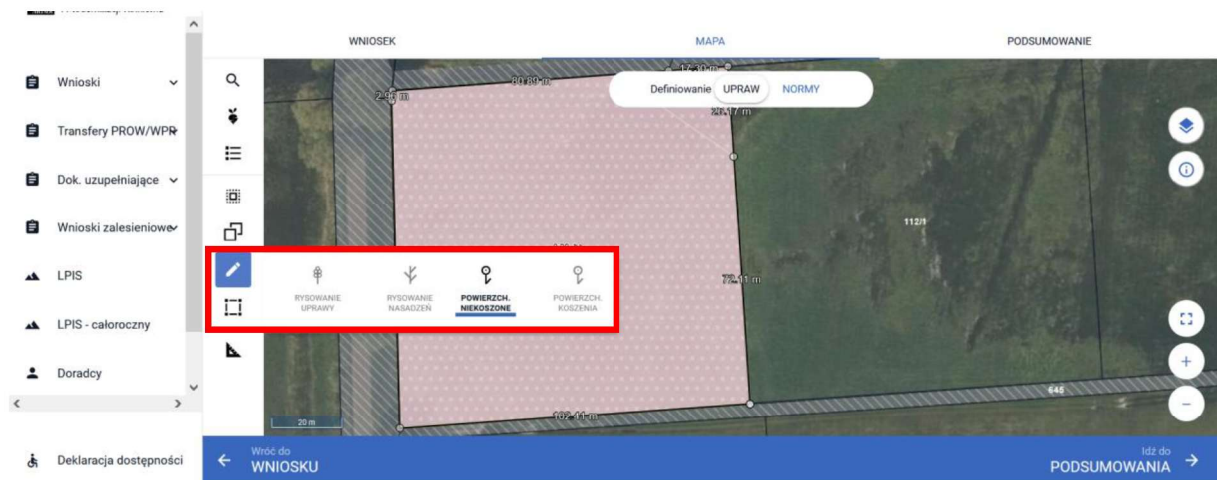 WNIOSEK
MAPA
PODSUMOWANIE
Wnioski
Transfery PROW/WPR
Dok. uzupełniające
Wnioski zalesieniowe
LPIS
LPIS - całoroczny
Doradcy
Deklaracja dostępności
Definiowanie UPRAW NORMY
80.89 m
17.30 m
2.96 m
72.11 m
112/1
645
102.41 m
20 m
RYSOWANIE
UPRAWY
RYSOWANIE
NASADZEŃ
POWIERZCH.
NIEKOSZONE
POWIERZCH.
KOSZENIA
Wróć do
WNIOSKU
Idź do
PODSUMOWANIA